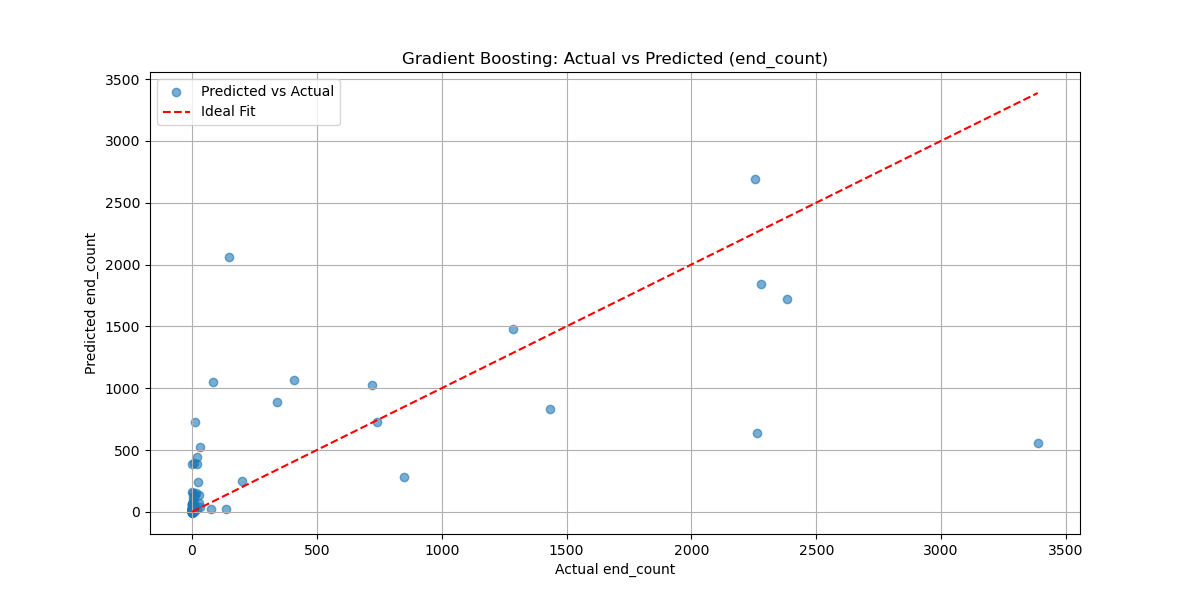 Gradient Boosting: Actual vs Predicted (end_count)
Predicted vs Actual
Ideal Fit
Predicted end_count
3500
3000
2500
2000
1500
1000
500
0
0 500 1000 1500 2000 2500 3000 3500
Actual end_count